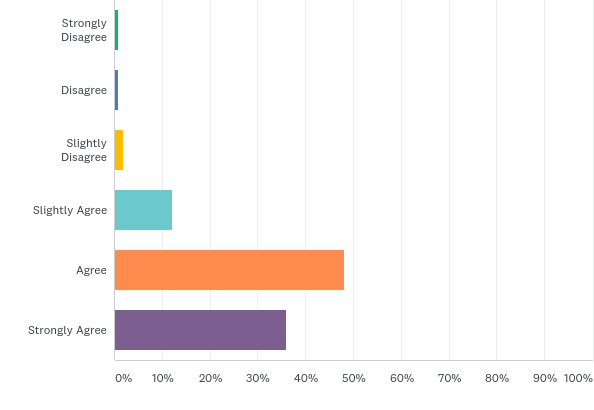 Strongly
Disagree
Disagree
Slightly
Disagree
Slightly Agree
Agree
Strongly Agree
0% 10% 20% 30% 40% 50% 60% 70% 80% 90% 100%